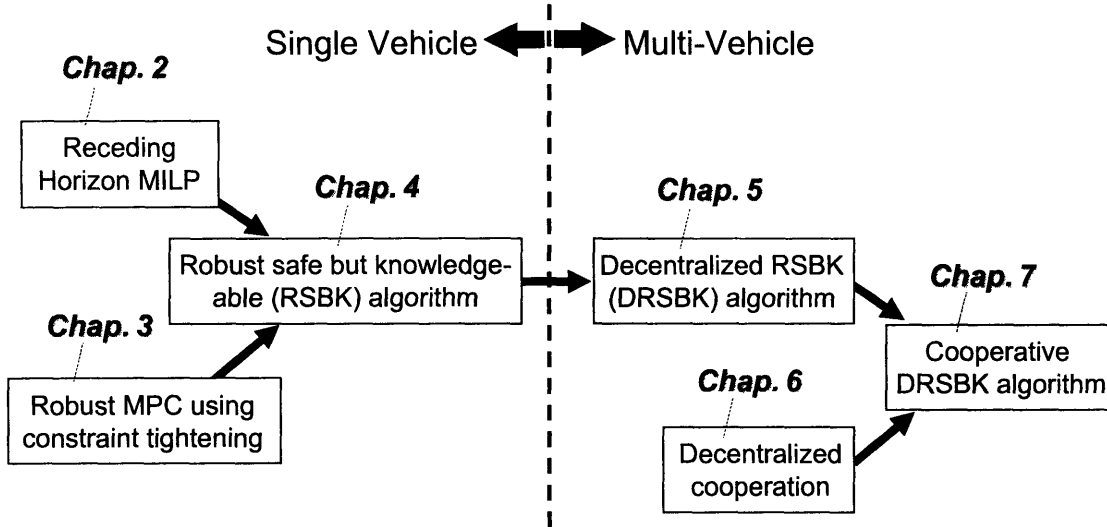 Single Vehicle
Multi-Vehicle
Chap. 2
Receding
Horizon MILP
Chap. 4
Robust safe but knowledge-
able (RSBK) algorithm
Chap. 3
Robust MPC using
constraint tightening
Chap. 5
Decentralized RSBK
(DRSBK) algorithm
Chap. 7
Cooperative
DRSBK algorithm
Chap. 6
Decentralized
cooperation